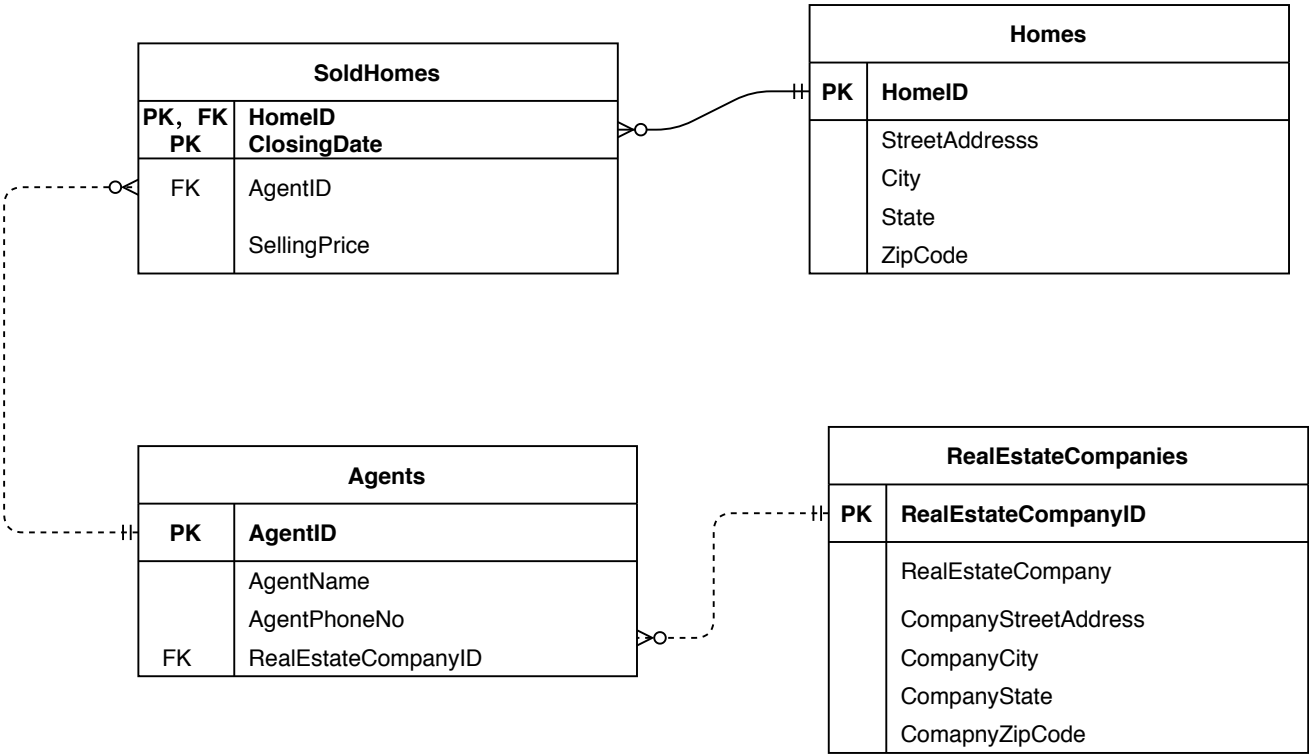 SoldHomes
PK, FK HomeID
PK ClosingDate
FK AgentID
SellingPrice
Homes
PK HomeID
StreetAddresss
City
State
ZipCode
Agents
PK AgentID
AgentName
AgentPhoneNo
FK RealEstateCompanyID
RealEstateCompanies
PK RealEstateCompanyID
RealEstateCompany
CompanyStreetAddress
CompanyCity
CompanyState
ComapnyZipCode